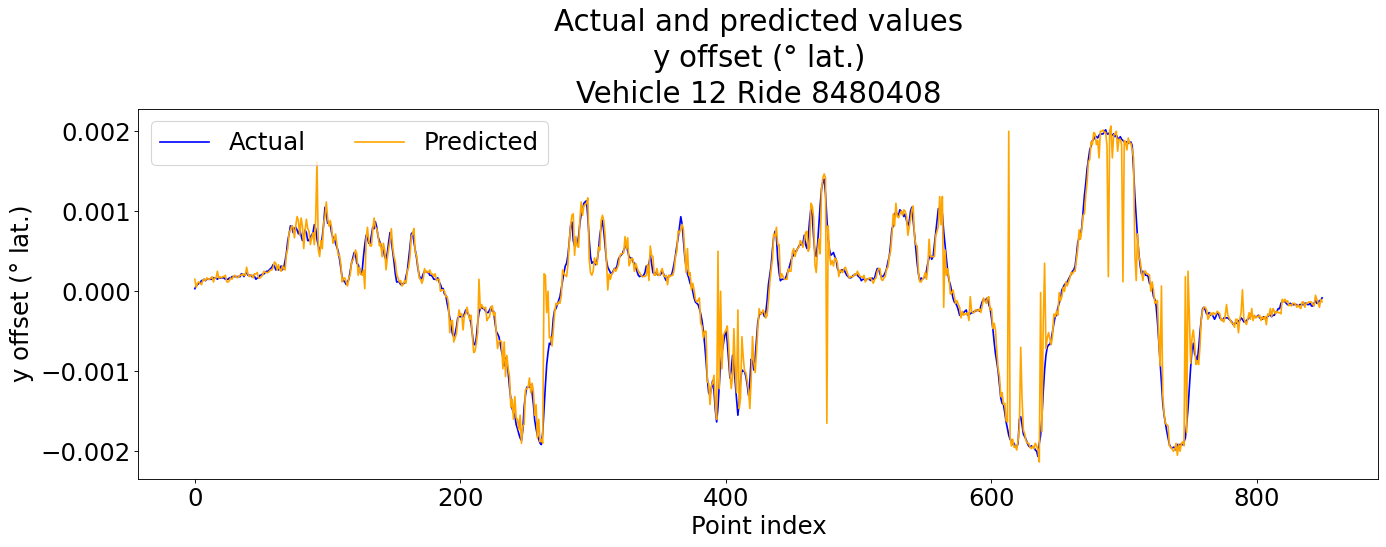 Actual and predicted values
y offset (° lat.)
Vehicle 12 Ride 8480408
Actual
Predicted
y offset (° lat.)
0.002
0.001
0.000
−0.001
−0.002
0
200
400
600
800
Point index